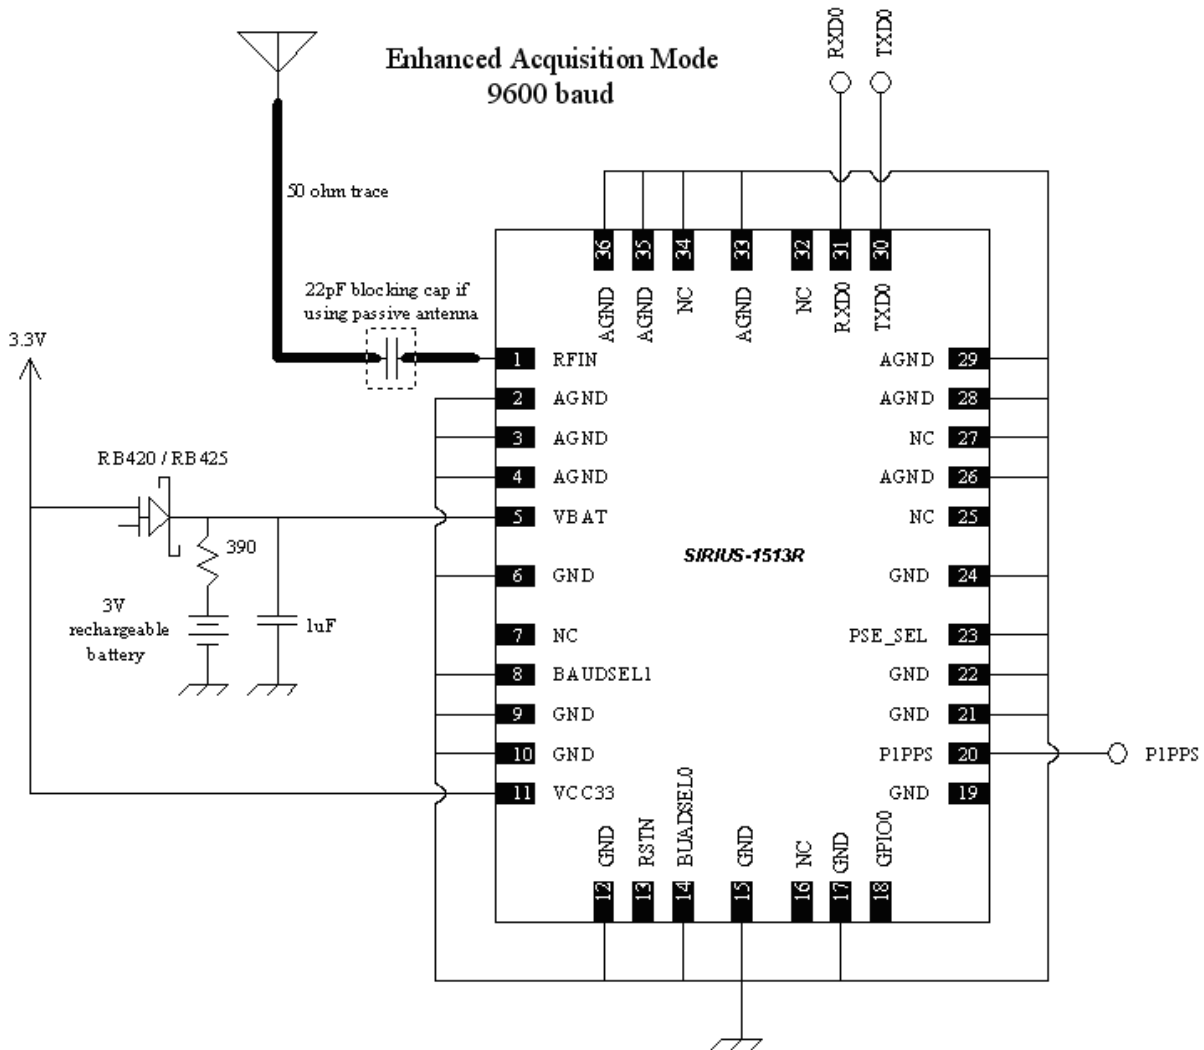 RXD0
TXD0
Enhanced Acquisition Mode
9600 baud
50 ohm trace
36
35
34
33
32
31
30
AGND
AGND
NC
AGND
NC
RXD0
TXD0
22pF blocking cap if
using passive antenna
3.3V
1 RFIN
AGND 29
2 AGND
AGND 28
3 AGND
NC 27
4 AGND
AGND 26
RB420 / RB425
5 VBAT
NC 25
390
SIRIUS-1513R
6 GND
GND 24
3V
rechargeable
battery
1uF
7 NC
PSE_SEL 23
8 BAUDSEL1
GND 22
9 GND
GND 21
10 GND
P1PPS 20
P1PPS
11 VCC33
GND 19
GND
RSTN
BUADSEL0
GND
NC
GND
GPIO0
12
13
14
15
16
17
18